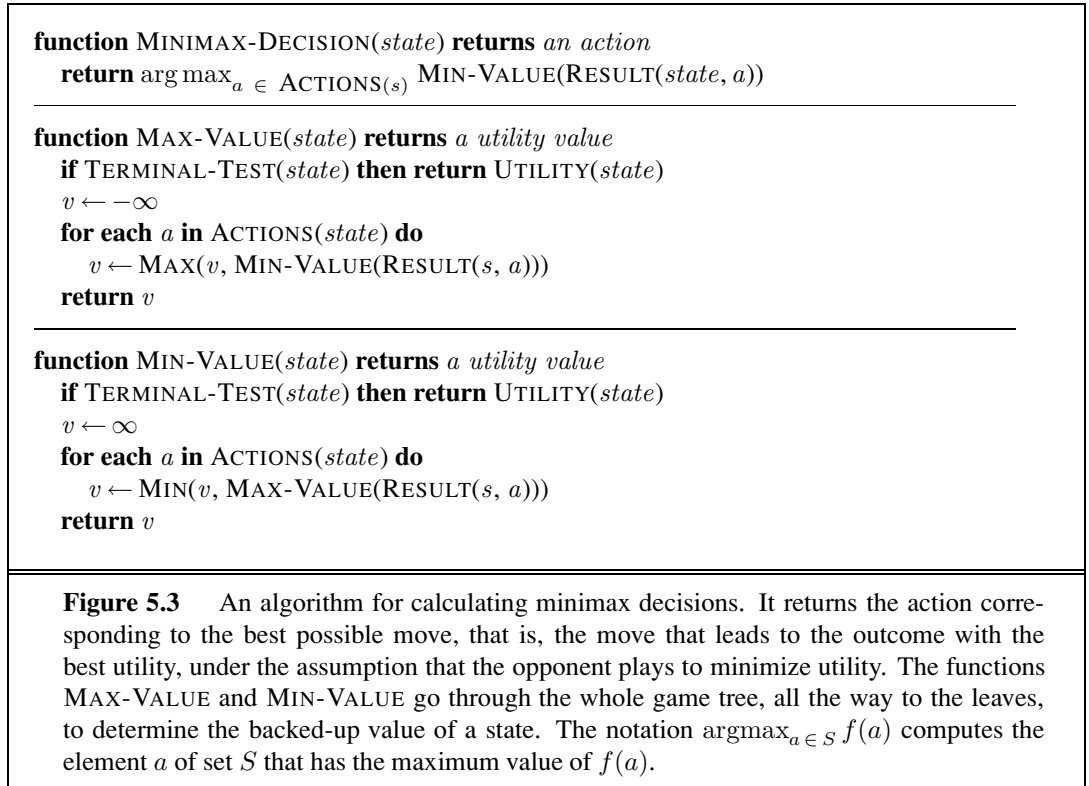 function MINIMAX-DECISION(state) returns an action
return arg max a ∈ ACTIONS(s) MIN-VALUE(RESULT(state, a))
function MAX-VALUE(state) returns a utility value
if TERMINAL-TEST(state) then return UTILITY(state)
v ← −∞
for each a in ACTIONS(state) do
v ← MAX(v, MIN-VALUE(RESULT(s, a)))
return v
function MIN-VALUE(state) returns a utility value
if TERMINAL-TEST(state) then return UTILITY(state)
v ← ∞
for each a in ACTIONS(state) do
v ← MIN(v, MAX-VALUE(RESULT(s, a)))
return v
Figure 5.3 An algorithm for calculating minimax decisions. It returns the action corre-
sponding to the best possible move, that is, the move that leads to the outcome with the
best utility, under the assumption that the opponent plays to minimize utility. The functions
MAX-VALUE and MIN-VALUE go through the whole game tree, all the way to the leaves,
to determine the backed-up value of a state. The notation argmax a ∈ S f(a) computes the
element a of set S that has the maximum value of f(a).